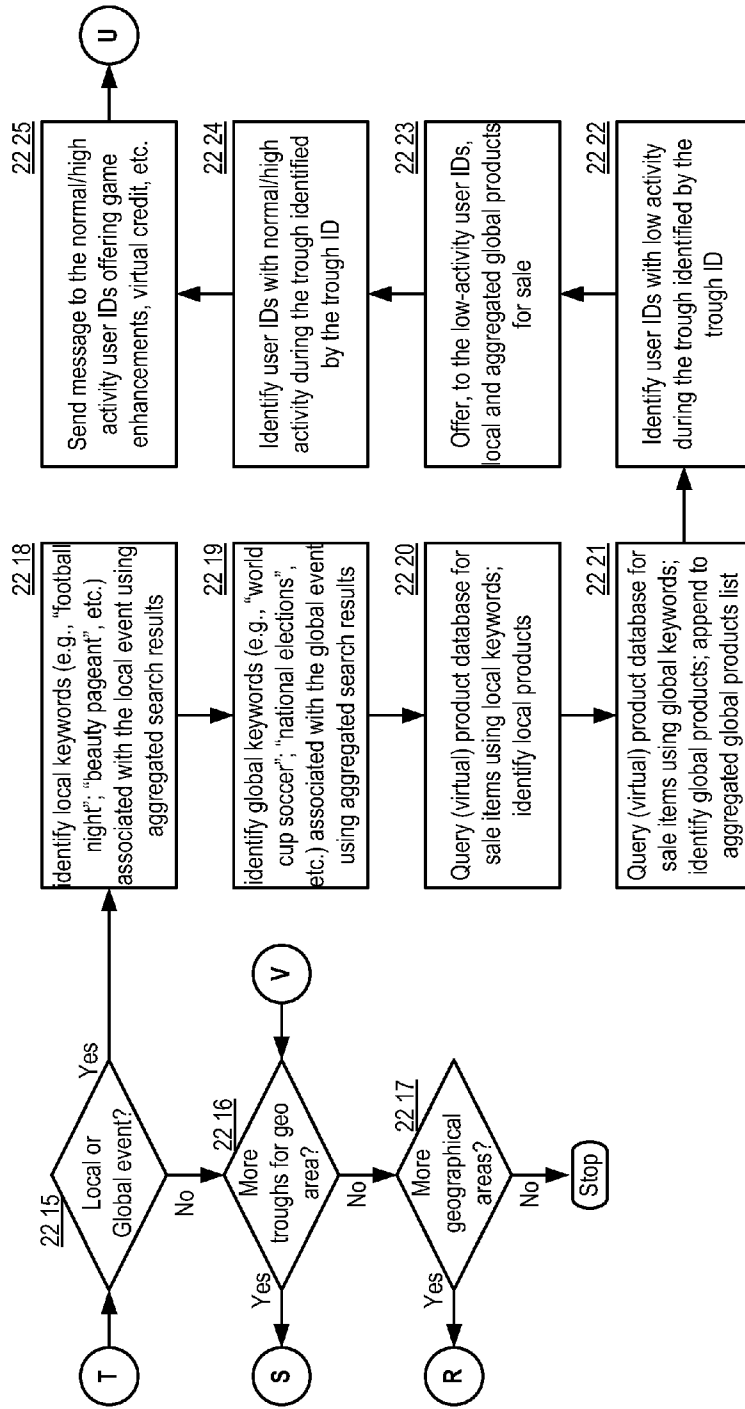 T
22 15
Local or
Global event?
Yes
No
22 16
More
troughs for geo
area?
V
Yes
S
No
22 17
More
geographical
areas?
Yes
R
No
Stop
22 18
identify local keywords (e.g., “football
night”; “beauty pageant”, etc.)
associated with the local event using
aggregated search results
22 19
identify global keywords (e.g., “world
cup soccer”; “national elections”,
etc.) associated with the global event
using aggregated search results
22 20
Query (virtual) product database for
sale items using local keywords;
identify local products
22 21
Query (virtual) product database for
sale items using global keywords;
identify global products; append to
aggregated global products list
22 22
Identify user IDs with low activity
during the trough identified by the
trough ID
22 23
Offer, to the low-activity user IDs,
local and aggregated global products
for sale
22 24
Identify user IDs with normal/high
activity during the trough identified
by the trough ID
22 25
Send message to the normal/high
activity user IDs offering game
enhancements, virtual credit, etc.
U